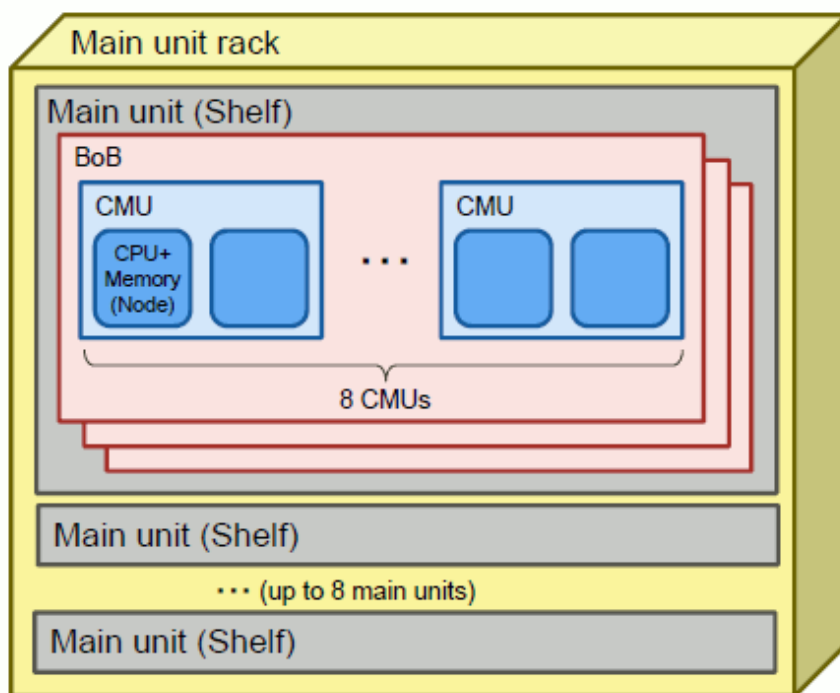 Main unit rack
Main unit (Shelf)
BoB
CMU
CMU
CPU+
Memory
(Node)
...
8 CMUs
Main unit (Shelf)
... (up to 8 main units)
Main unit (Shelf)